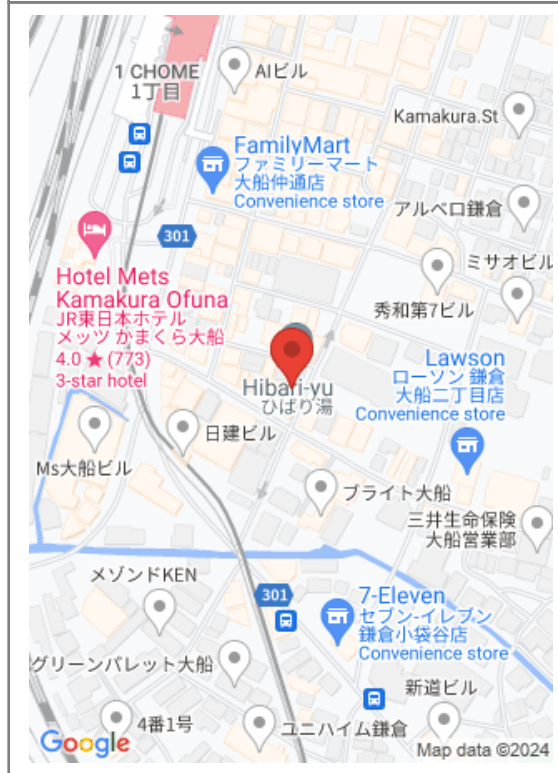 1 CHOME
1丁目
AIビル
Kamakura.St
FamilyMart
ファミリーマート
大船仲通店
Convenience store
アルベロ鎌倉
301
ミサオビル
Hotel Mets
Kamakura Ofuna
JR東日本ホテル
メッツ かまくら大船
4.0 ★ (773)
3-star hotel
秀和第7ビル
Lawson
ローソン 鎌倉
大船二丁目店
Convenience store
Hibari-yu
ひばり湯
日建ビル
Ms大船ビル
ブライト大船
三井生命保険
大船営業部
メゾンドKEN
301
7-Eleven
セブン-イレブン
鎌倉小袋谷店
Convenience store
グリーンパレット大船
新道ビル
4番1号
ユニハイム鎌倉
Google
Map data ©2024